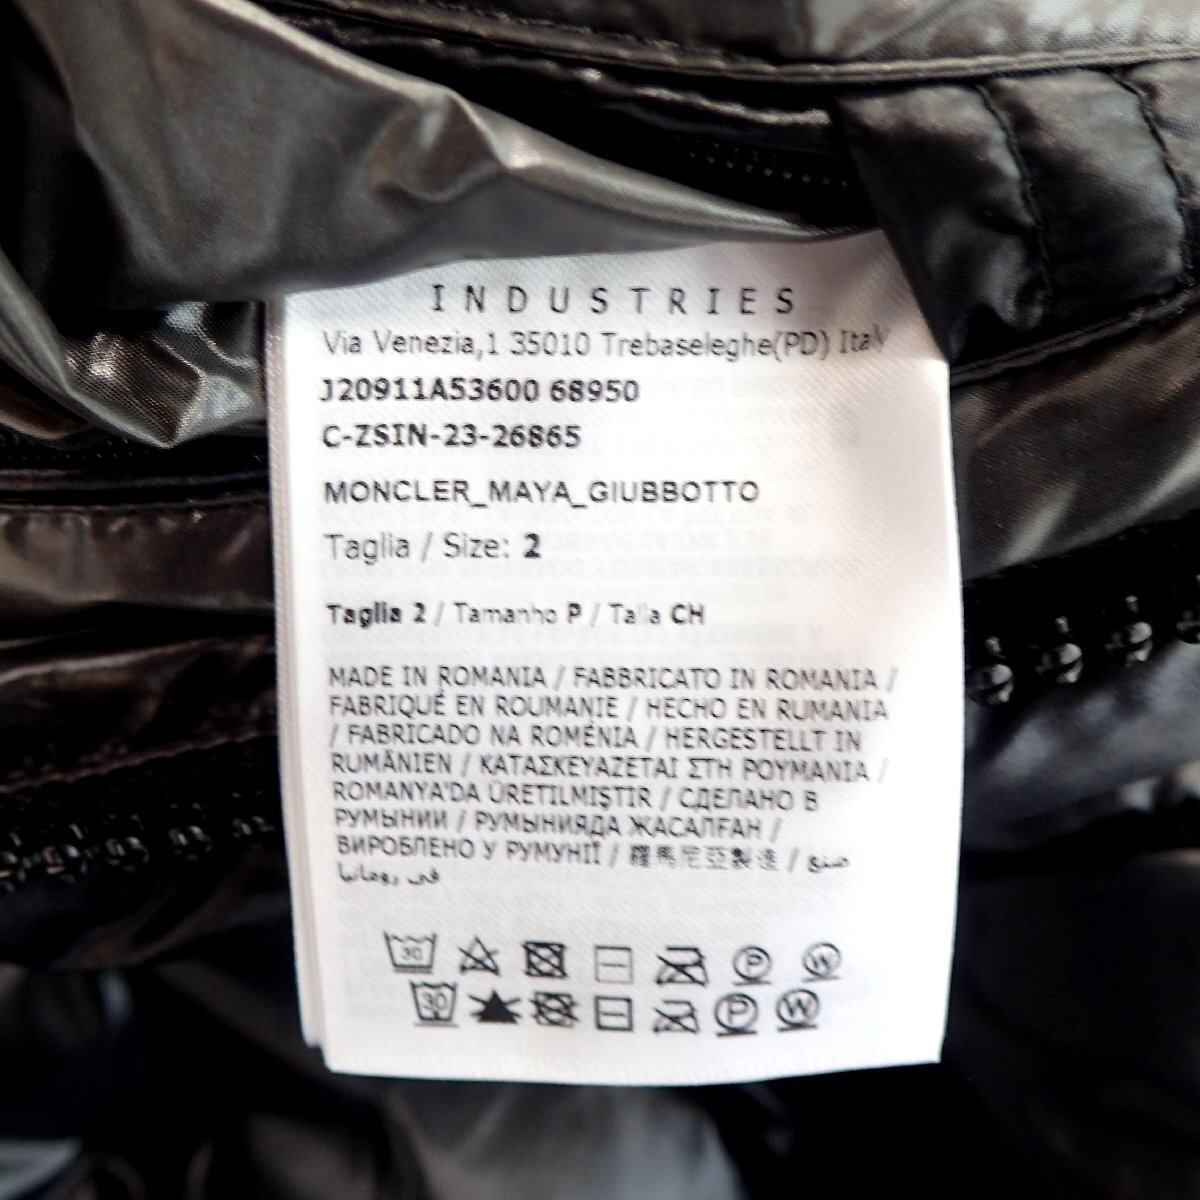 INDUSTRIES
Via Venezia,1 35010 Trebaseleghe(PD) Italy
J20911A53600 68950
C-ZSIN-23-26865
MONCLER_MAYA_GIUBBOTTO
Taglia / Size: 2
Taglia 2 / Tamanho P / Talla CH
MADE IN ROMANIA / FABBRICATO IN ROMANIA /
FABRIQUÉ EN ROUMANIE / HECHO EN RUMANIA
/ FABRICADO NA ROMÉNIA / HERGESTELLT IN
RUMÄNIEN / ΚΑΤΑΣΚΕΥΑΖΕΤΑΙ ΣΤΗ ΡΟΥΜΑΝΙΑ /
ROMANYA'DA ÜRETILMIŞTIR / СДЕЛАНО В
РУМЫНИИ / РУМЫНИЯДА ЖАСАЛҒАН /
ВИРОБЛЕНО У РУМУНІЇ / 羅馬尼亞製造 / صنع
في رومانيا
30 P W
30 P W